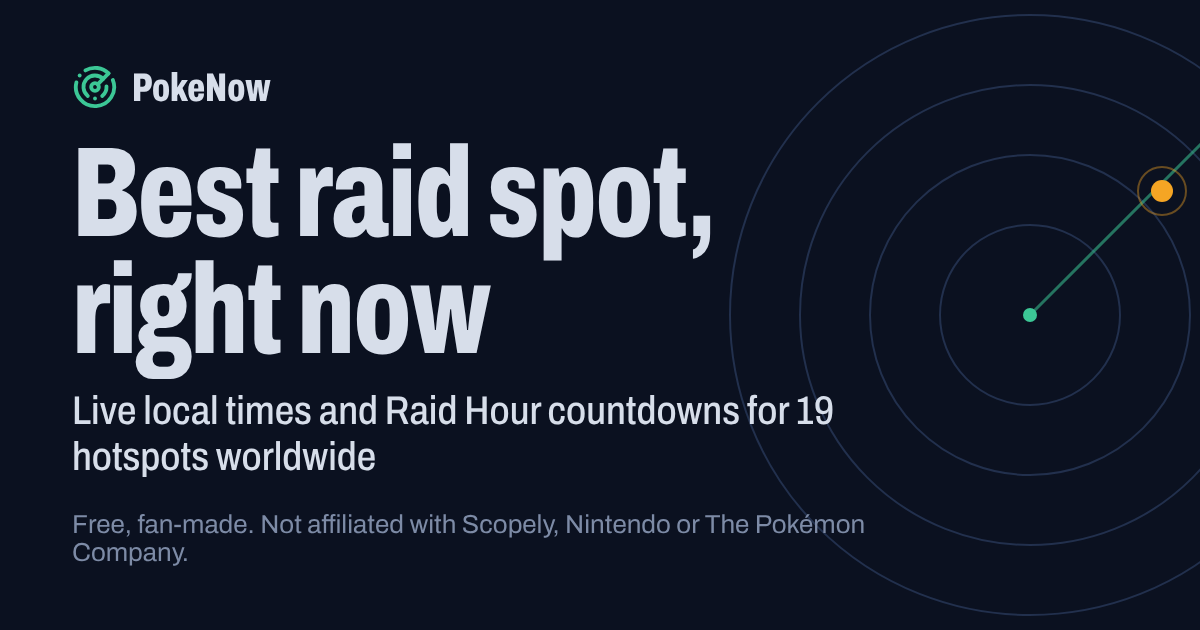 PokeNow
Best raid spot,
right now
Live local times and Raid Hour countdowns for 19
hotspots worldwide
Free, fan-made. Not affiliated with Scopely, Nintendo or The Pokémon
Company.